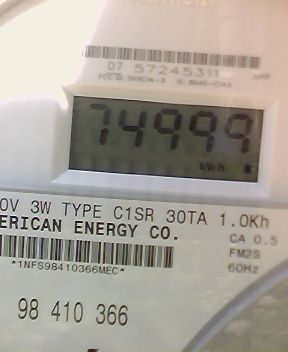 07 57245311
74999
kWh
0V 3W TYPE C1SR 30TA 1.0Kh
ERICAN ENERGY CO.
CA 0.5
FM2S
60Hz
*1NFS98410366MEC*
98 410 366